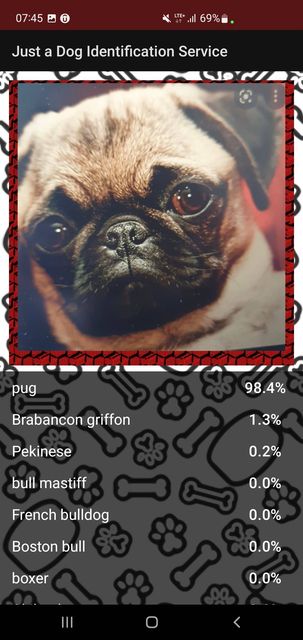 07:45 LTE+ 69%
Just a Dog Identification Service
pug 98.4%
Brabancon griffon 1.3%
Pekinese 0.2%
bull mastiff 0.0%
French bulldog 0.0%
Boston bull 0.0%
boxer 0.0%